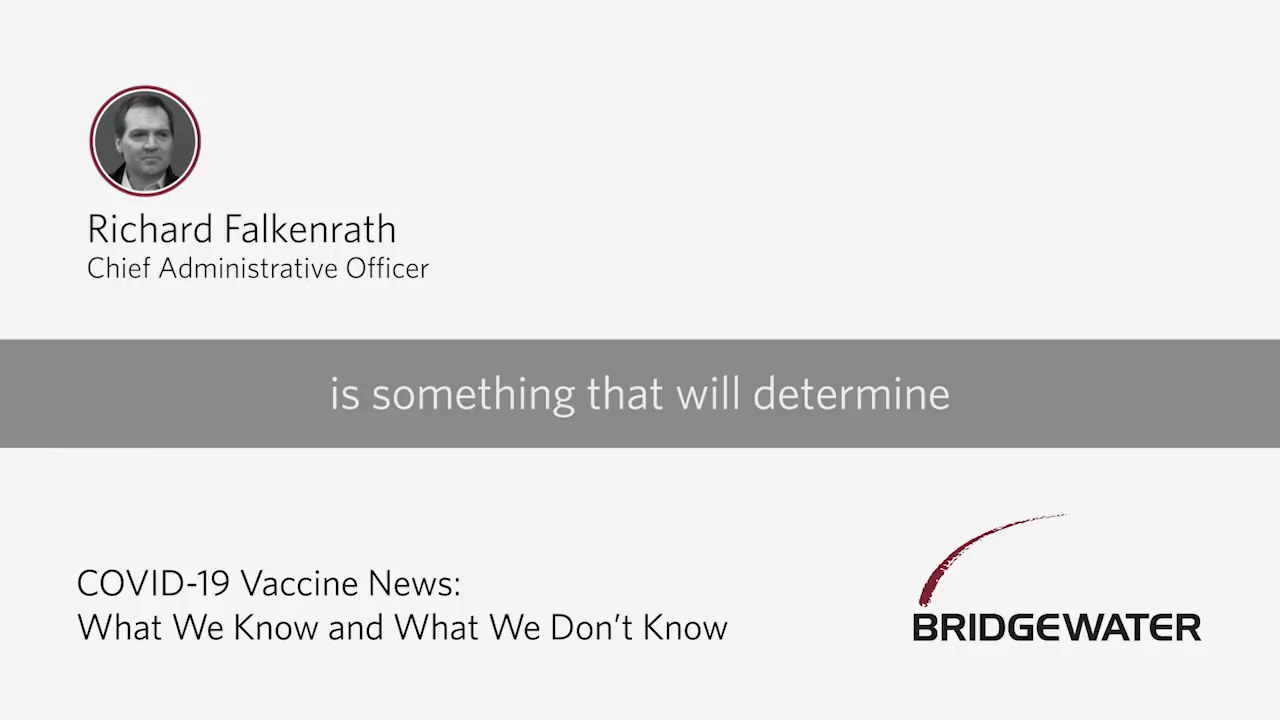 Richard Falkenrath
Chief Administrative Officer
is something that will determine
COVID-19 Vaccine News:
What We Know and What We Don't Know
BRIDGEWATER